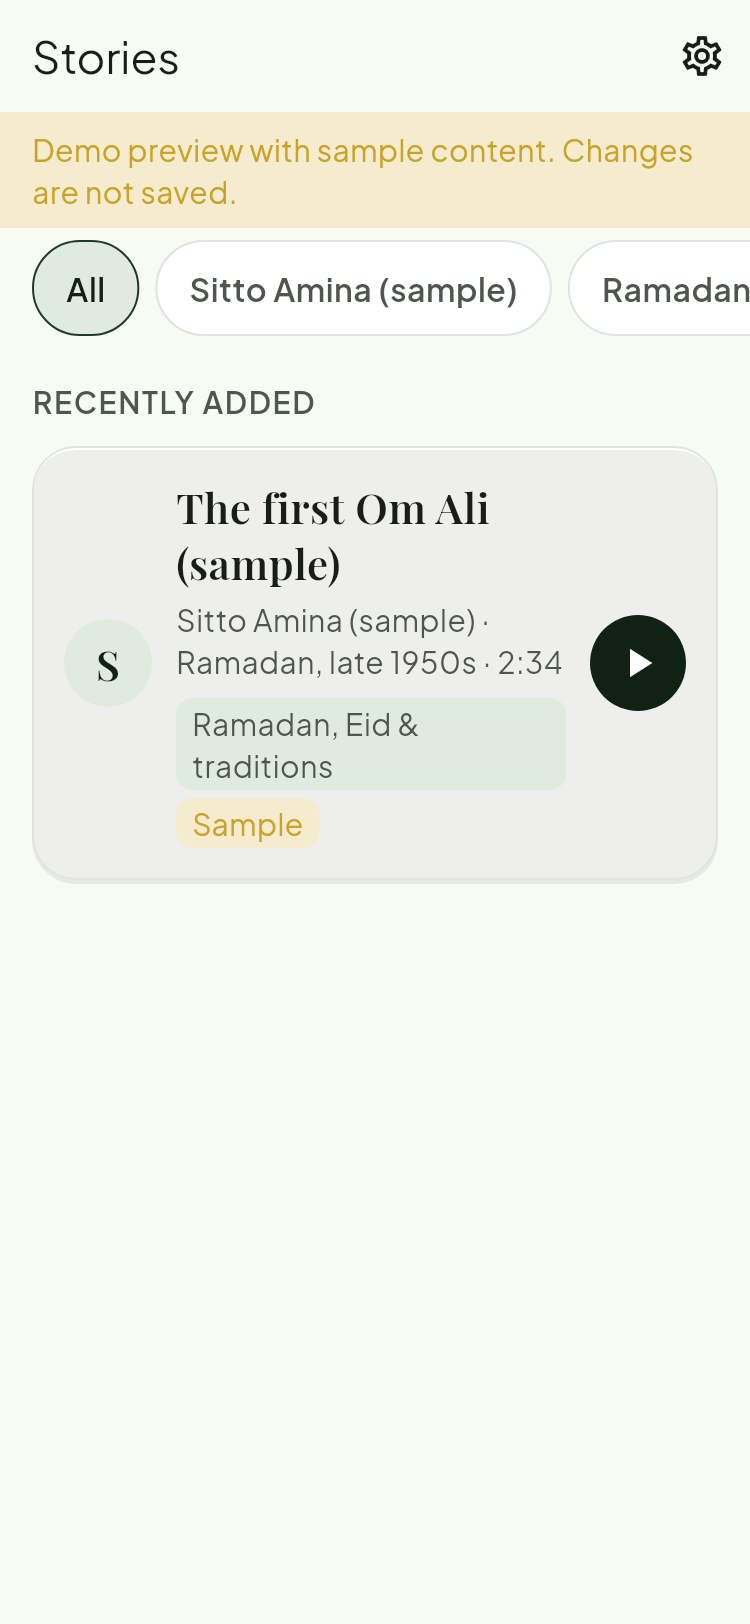 Stories
Demo preview with sample content. Changes
are not saved.
All
Sitto Amina (sample)
Ramadan
RECENTLY ADDED
The first Om Ali
(sample)
S
Sitto Amina (sample) ·
Ramadan, late 1950s · 2:34
Ramadan, Eid &
traditions
Sample